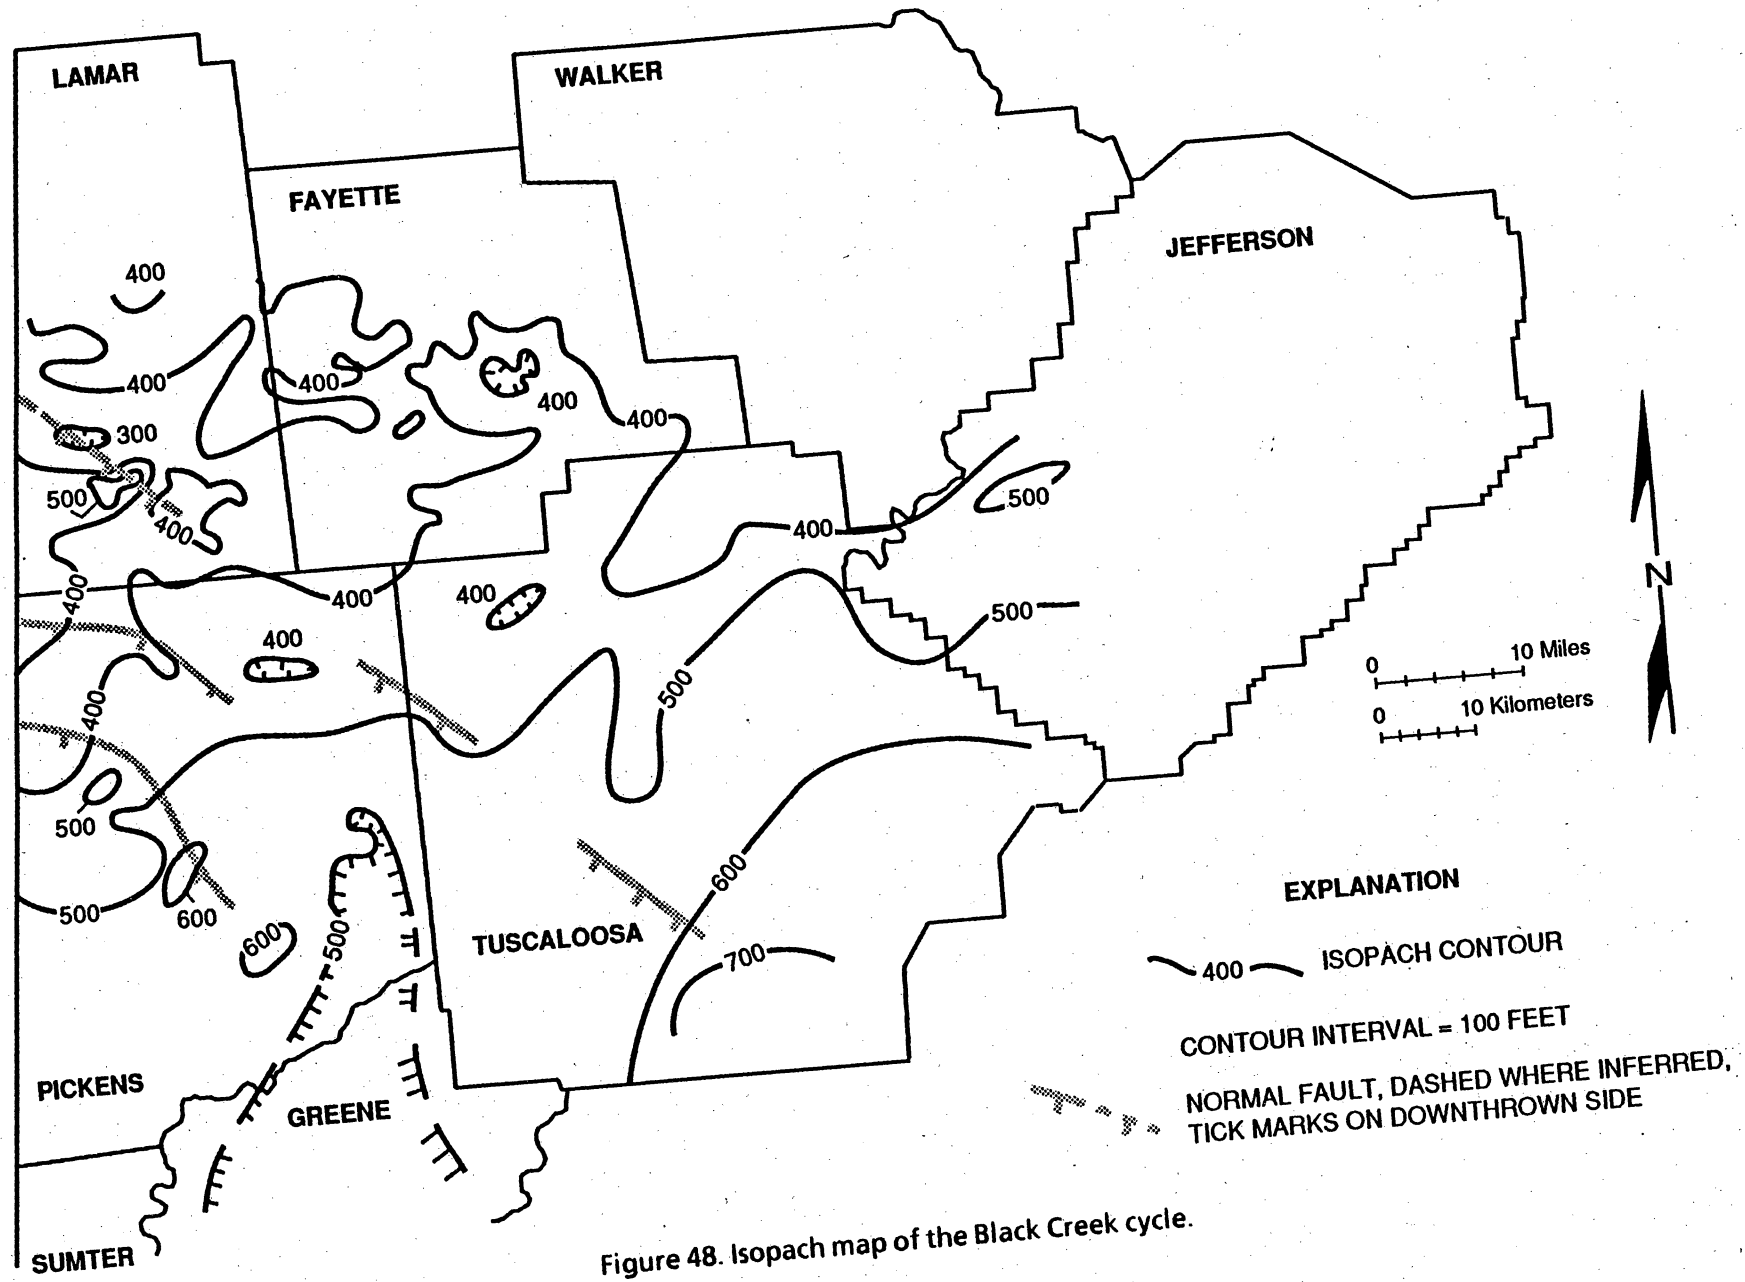 LAMAR
WALKER
FAYETTE
JEFFERSON
400
400
400
400
400
300
500
400
400
500
400
500
400
400
400
400
500
500
400
500
600
500
600
600
500
TUSCALOOSA
700
PICKENS
GREENE
SUMTER
N
0 10 Miles
0 10 Kilometers
EXPLANATION
400 ISOPACH CONTOUR
CONTOUR INTERVAL = 100 FEET
NORMAL FAULT, DASHED WHERE INFERRED,
TICK MARKS ON DOWNTHROWN SIDE
Figure 48. Isopach map of the Black Creek cycle.